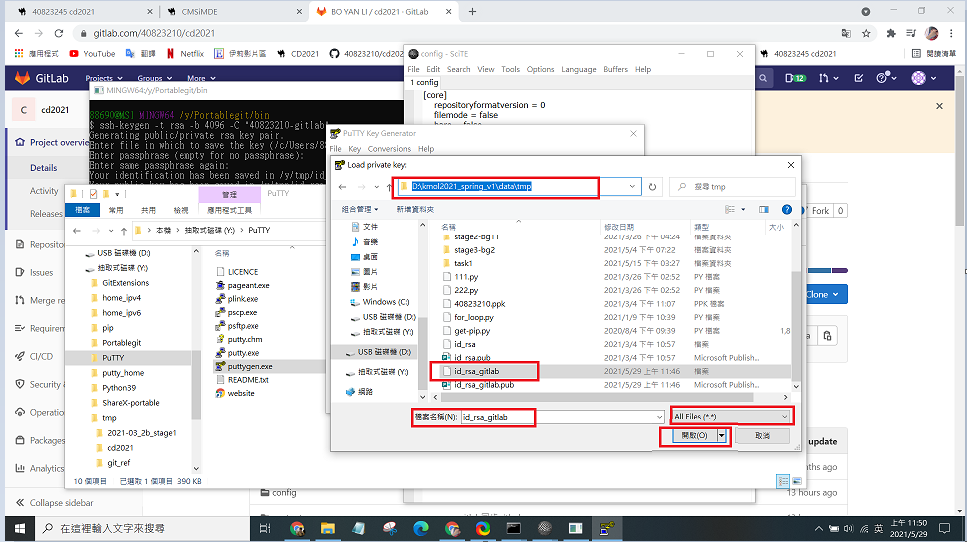 40823245 cd2021
CMSiMDE
BO YAN LI / cd2021 · GitLab
gitlab.com/40823210/cd2021
應用程式
YouTube
翻譯
Netflix
伊莉影片區
CD2021
40823210/cd2021
40823245 cd2021
閱讀清單
GitLab
Projects
Groups
More
12
C
cd2021
Project overview
Details
Activity
Releases
Repositor
Issues
Merge re
Requirem
CI/CD
Security &
Operatio
Packages
Analytics
Collapse sidebar
MINGW64:/y/Portablegit/bin
88690@MSI MINGW64 /y/Portablegit/bin
$ ssh-keygen -t rsa -b 4096 -C "40823210-gitlab
Generating public/private rsa key pair.
Enter file in which to save the key (/c/Users/8
Enter passphrase (empty for no passphrase):
Enter same passphrase again:
Your identification has been saved in /y/tmp/id
config - SciTE
File Edit Search View Tools Options Language Buffers Help
1 config
[core]
repositoryformatversion = 0
filemode = false
bare = false
PuTTY Key Generator
File Key Conversions Help
Load private key:
D:\kmol2021_spring_v1\data\tmp
搜尋 tmp
組合管理
新增資料夾
文件
音樂
桌面
圖片
影片
Windows (C:)
USB 磁碟機 (D:)
抽取式磁碟 (Y:)
USB 磁碟機 (D:)
抽取式磁碟 (Y:)
網路
名稱 修改日期 類型 大小
stage2-bg11 2021/3/26 下午 04:24 檔案資料夾
stage3-bg2 2021/5/4 下午 07:22 檔案資料夾
task1 2021/5/15 下午 03:27 檔案資料夾
111.py 2021/3/26 下午 02:52 PY 檔案
222.py 2021/3/26 下午 02:52 PY 檔案
40823210.ppk 2021/3/4 下午 11:07 PPK 檔案
for_loop.py 2021/1/9 下午 10:39 PY 檔案
get-pip.py 2020/8/4 下午 09:39 PY 檔案 1,8
id_rsa 2021/3/4 下午 10:39 檔案
id_rsa.pub 2021/3/4 下午 10:39 Microsoft Publish...
id_rsa_gitlab 2021/5/29 上午 11:46 檔案
id_rsa_gitlab.pub 2021/5/29 上午 11:46 Microsoft Publish...
檔案名稱(N): id_rsa_gitlab
All Files (*.*)
開啟(O)
取消
管理
PuTTY
檔案
常用
共用
檢視
應用程式工具
本機 › 抽取式磁碟 (Y:) › PuTTY
USB 磁碟機 (D:)
抽取式磁碟 (Y:)
GitExtensions
home_ipv4
home_ipv6
pip
Portablegit
PuTTY
putty_home
Python39
ShareX-portable
tmp
2021-03_2b_stage1
cd2021
git_ref
名稱
LICENCE
pageant.exe
plink.exe
pscp.exe
psftp.exe
putty.chm
putty.exe
puttygen.exe
README.txt
website
10 個項目
已選取 1 個項目 390 KB
Fork
0
Clone
update
config
13 hours ago
在這裡輸入文字來搜尋
英
上午 11:50
2021/5/29